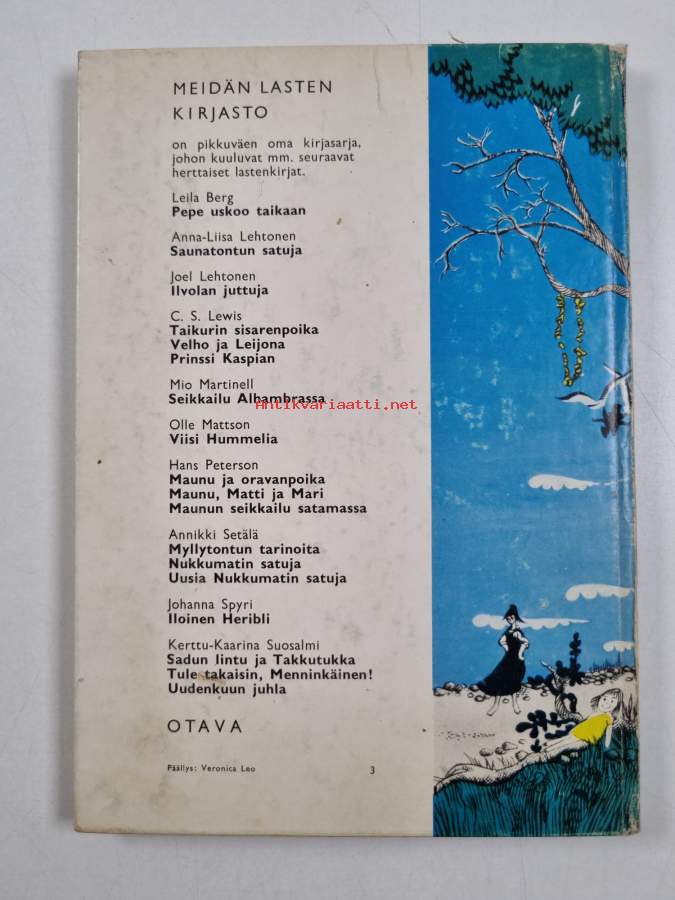 MEIDÄN LASTEN
KIRJASTO
on pikkuväen oma kirjasarja,
johon kuuluvat mm. seuraavat
herttaiset lastenkirjat.
Leila Berg
Pepe uskoo taikaan
Anna-Liisa Lehtonen
Saunatontun satuja
Joel Lehtonen
Ilvolan juttuja
C. S. Lewis
Taikurin sisarenpoika
Velho ja Leijona
Prinssi Kaspian
Mio Martinell
Seikkailu Alhambrassa
Antikvariaatti.net
Olle Mattson
Viisi Hummelia
Hans Peterson
Maunu ja oravanpoika
Maunu, Matti ja Mari
Maunun seikkailu satamassa
Annikki Setälä
Myllytontun tarinoita
Nukkumatin satuja
Uusia Nukkumatin satuja
Johanna Spyri
Iloinen Heribli
Kerttu-Kaarina Suosalmi
Sadun lintu ja Takkutukka
Tule takaisin, Menninkäinen!
Uudenkuun juhla
OTAVA
Päällys: Veronica Leo 3